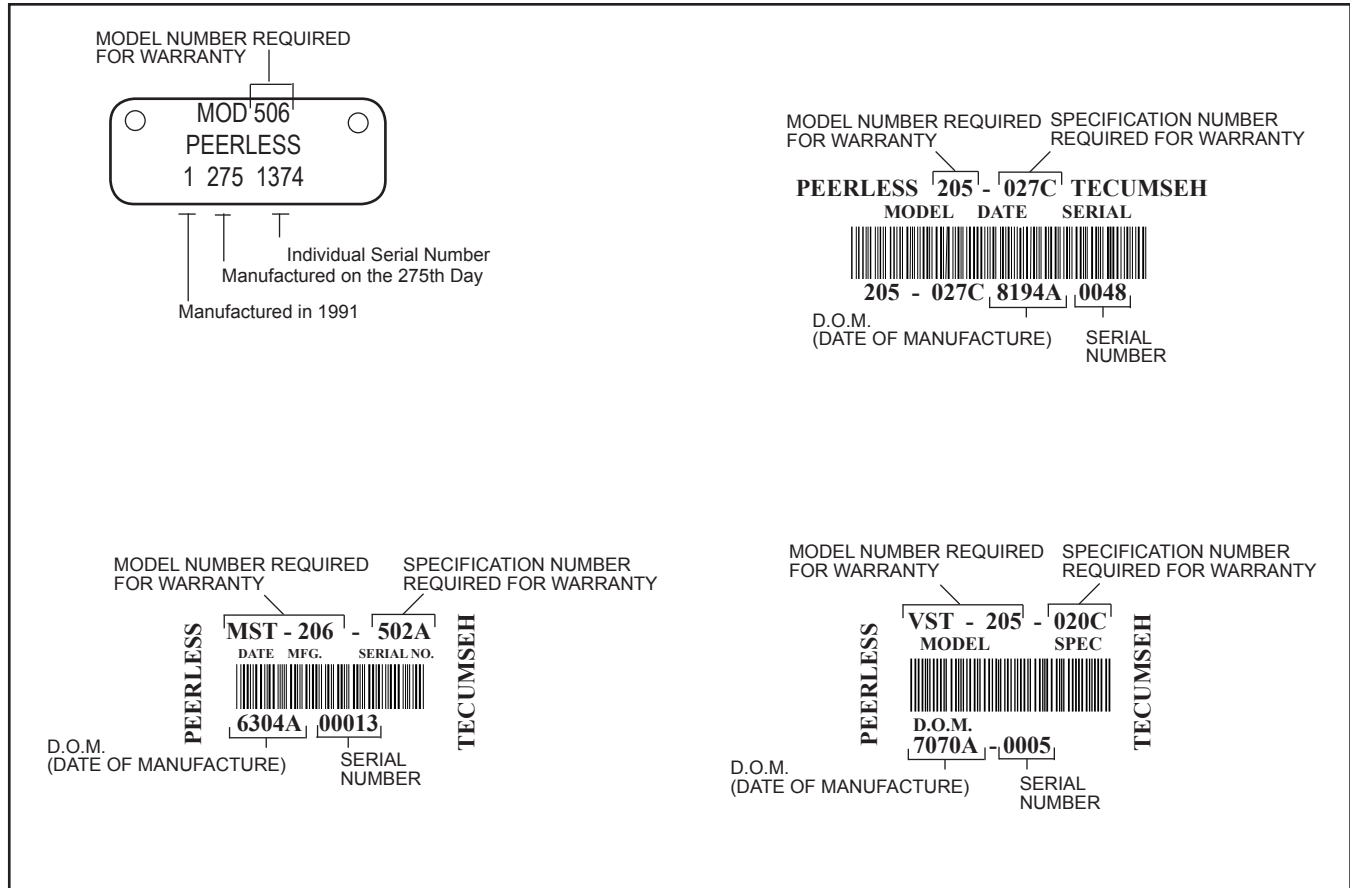 MODEL NUMBER REQUIRED
FOR WARRANTY
MOD 506
PEERLESS
1 275 1374
Individual Serial Number
Manufactured on the 275th Day
Manufactured in 1991
MODEL NUMBER REQUIRED
FOR WARRANTY
SPECIFICATION NUMBER
REQUIRED FOR WARRANTY
PEERLESS 205 - 027C TECUMSEH
MODEL DATE SERIAL
205 - 027C 8194A 0048
D.O.M.
(DATE OF MANUFACTURE)
SERIAL
NUMBER
MODEL NUMBER REQUIRED
FOR WARRANTY
SPECIFICATION NUMBER
REQUIRED FOR WARRANTY
PEERLESS
MST - 206 - 502A
DATE MFG. SERIAL NO.
6304A 00013
TECUMSEH
D.O.M.
(DATE OF MANUFACTURE)
SERIAL
NUMBER
MODEL NUMBER REQUIRED
FOR WARRANTY
SPECIFICATION NUMBER
REQUIRED FOR WARRANTY
PEERLESS
VST - 205 - 020C
MODEL SPEC
D.O.M.
7070A - 0005
TECUMSEH
D.O.M.
(DATE OF MANUFACTURE)
SERIAL
NUMBER